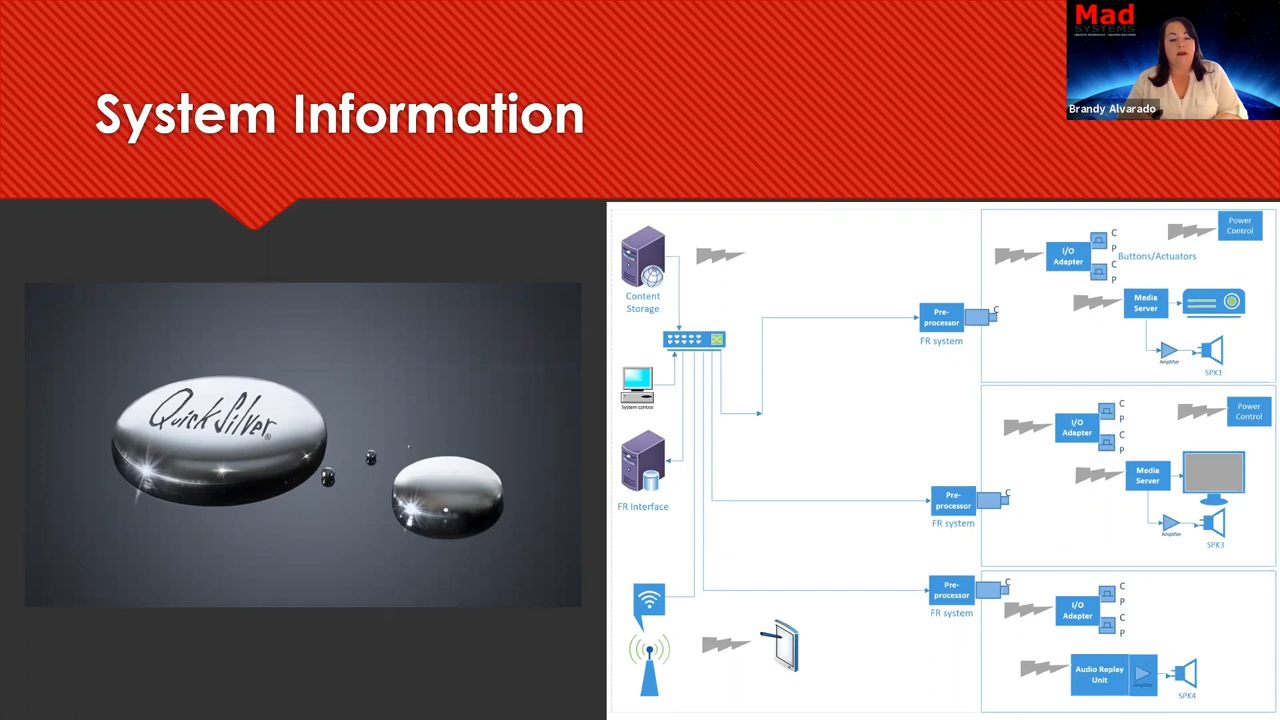 System Information
Mad
SYSTEMS
Brandy Alvarado
QuickSilver®
Content
Storage
System control
FR Interface
Pre-
processor
C
FR system
Pre-
processor
C
FR system
Pre-
processor
C
FR system
Power
Control
I/O
Adapter
C
P
C
P
Buttons/Actuators
Media
Server
Amplifier
SPK1
Power
Control
I/O
Adapter
C
P
C
P
Media
Server
Amplifier
SPK3
I/O
Adapter
C
P
C
P
Audio Replay
Unit
Amplifier
SPK4